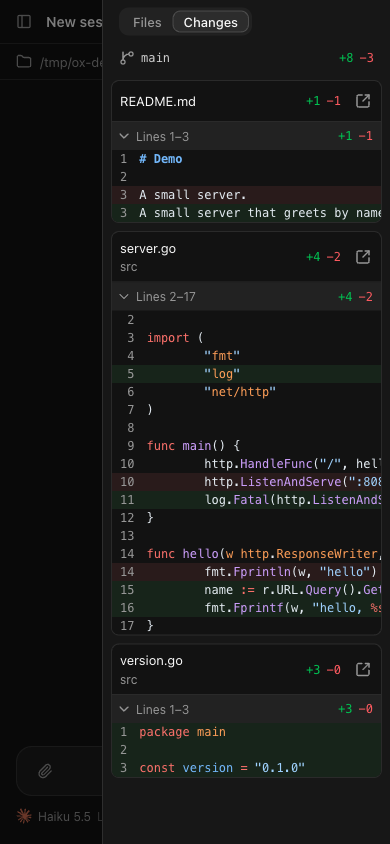 New ses
Files
Changes
/tmp/ox-de
main
+8 −3
README.md
+1 −1
Lines 1–3
+1 −1
1 # Demo
2
3 A small server.
3 A small server that greets by name
server.go
src
+4 −2
Lines 2–17
+4 −2
2
3 import (
4 "fmt"
5 "log"
6 "net/http"
7 )
8
9 func main() {
10 http.HandleFunc("/", hel
10 http.ListenAndServe(":808
11 log.Fatal(http.ListenAndS
12 }
13
14 func hello(w http.ResponseWriter,
14 fmt.Fprintln(w, "hello")
15 name := r.URL.Query().Get
16 fmt.Fprintf(w, "hello, %s
17 }
version.go
src
+3 −0
Lines 1–3
+3 −0
1 package main
2
3 const version = "0.1.0"
Haiku 5.5